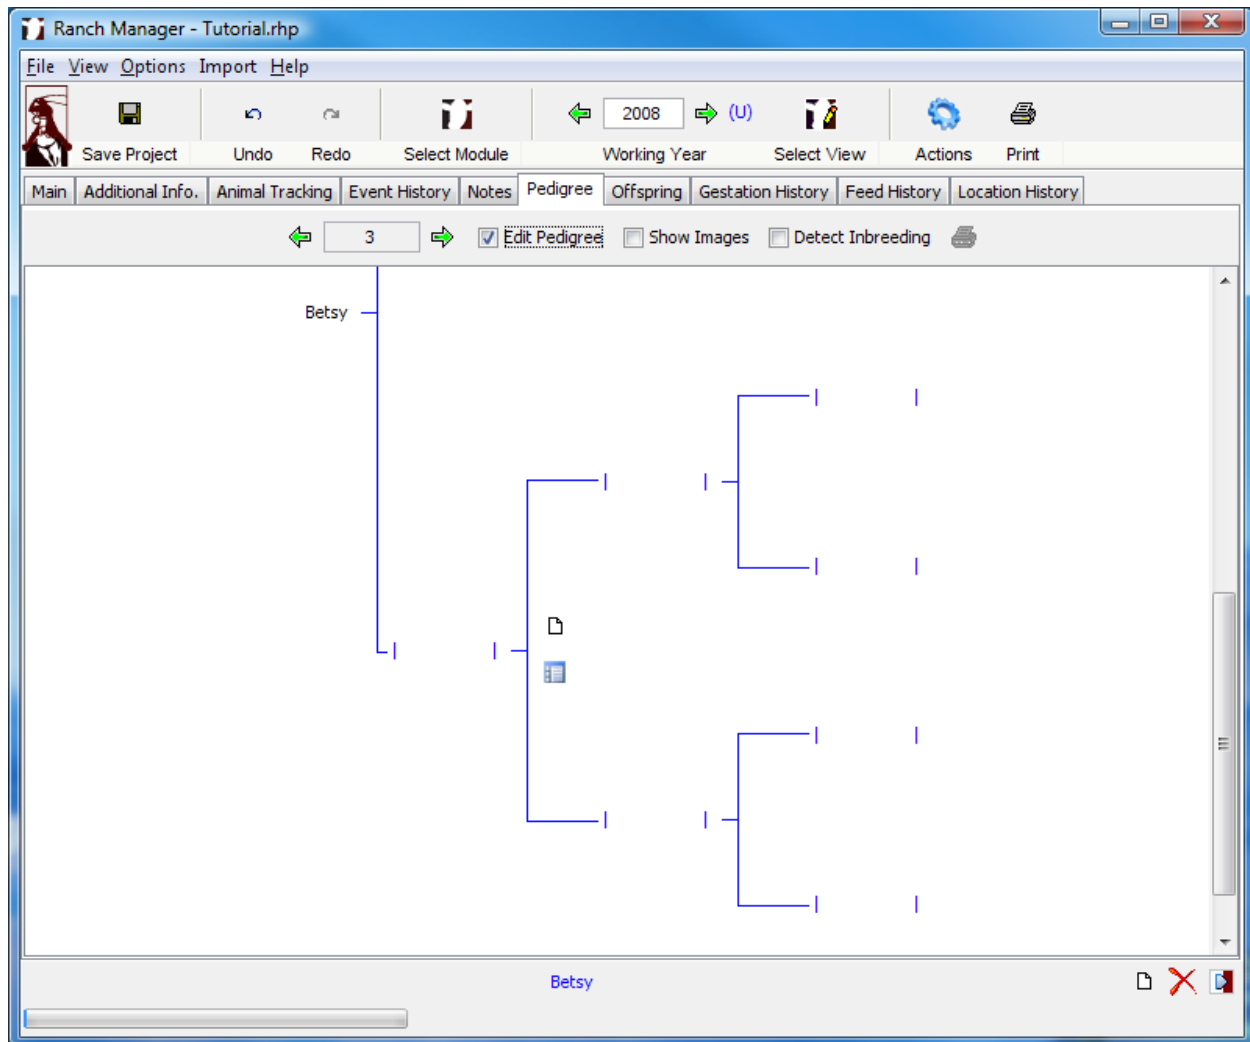 Ranch Manager - Tutorial.rhp
File View Options Import Help
2008 (U)
Save Project Undo Redo Select Module Working Year Select View Actions Print
Main Additional Info. Animal Tracking Event History Notes Pedigree Offspring Gestation History Feed History Location History
3 Edit Pedigree Show Images Detect Inbreeding
Betsy
Betsy